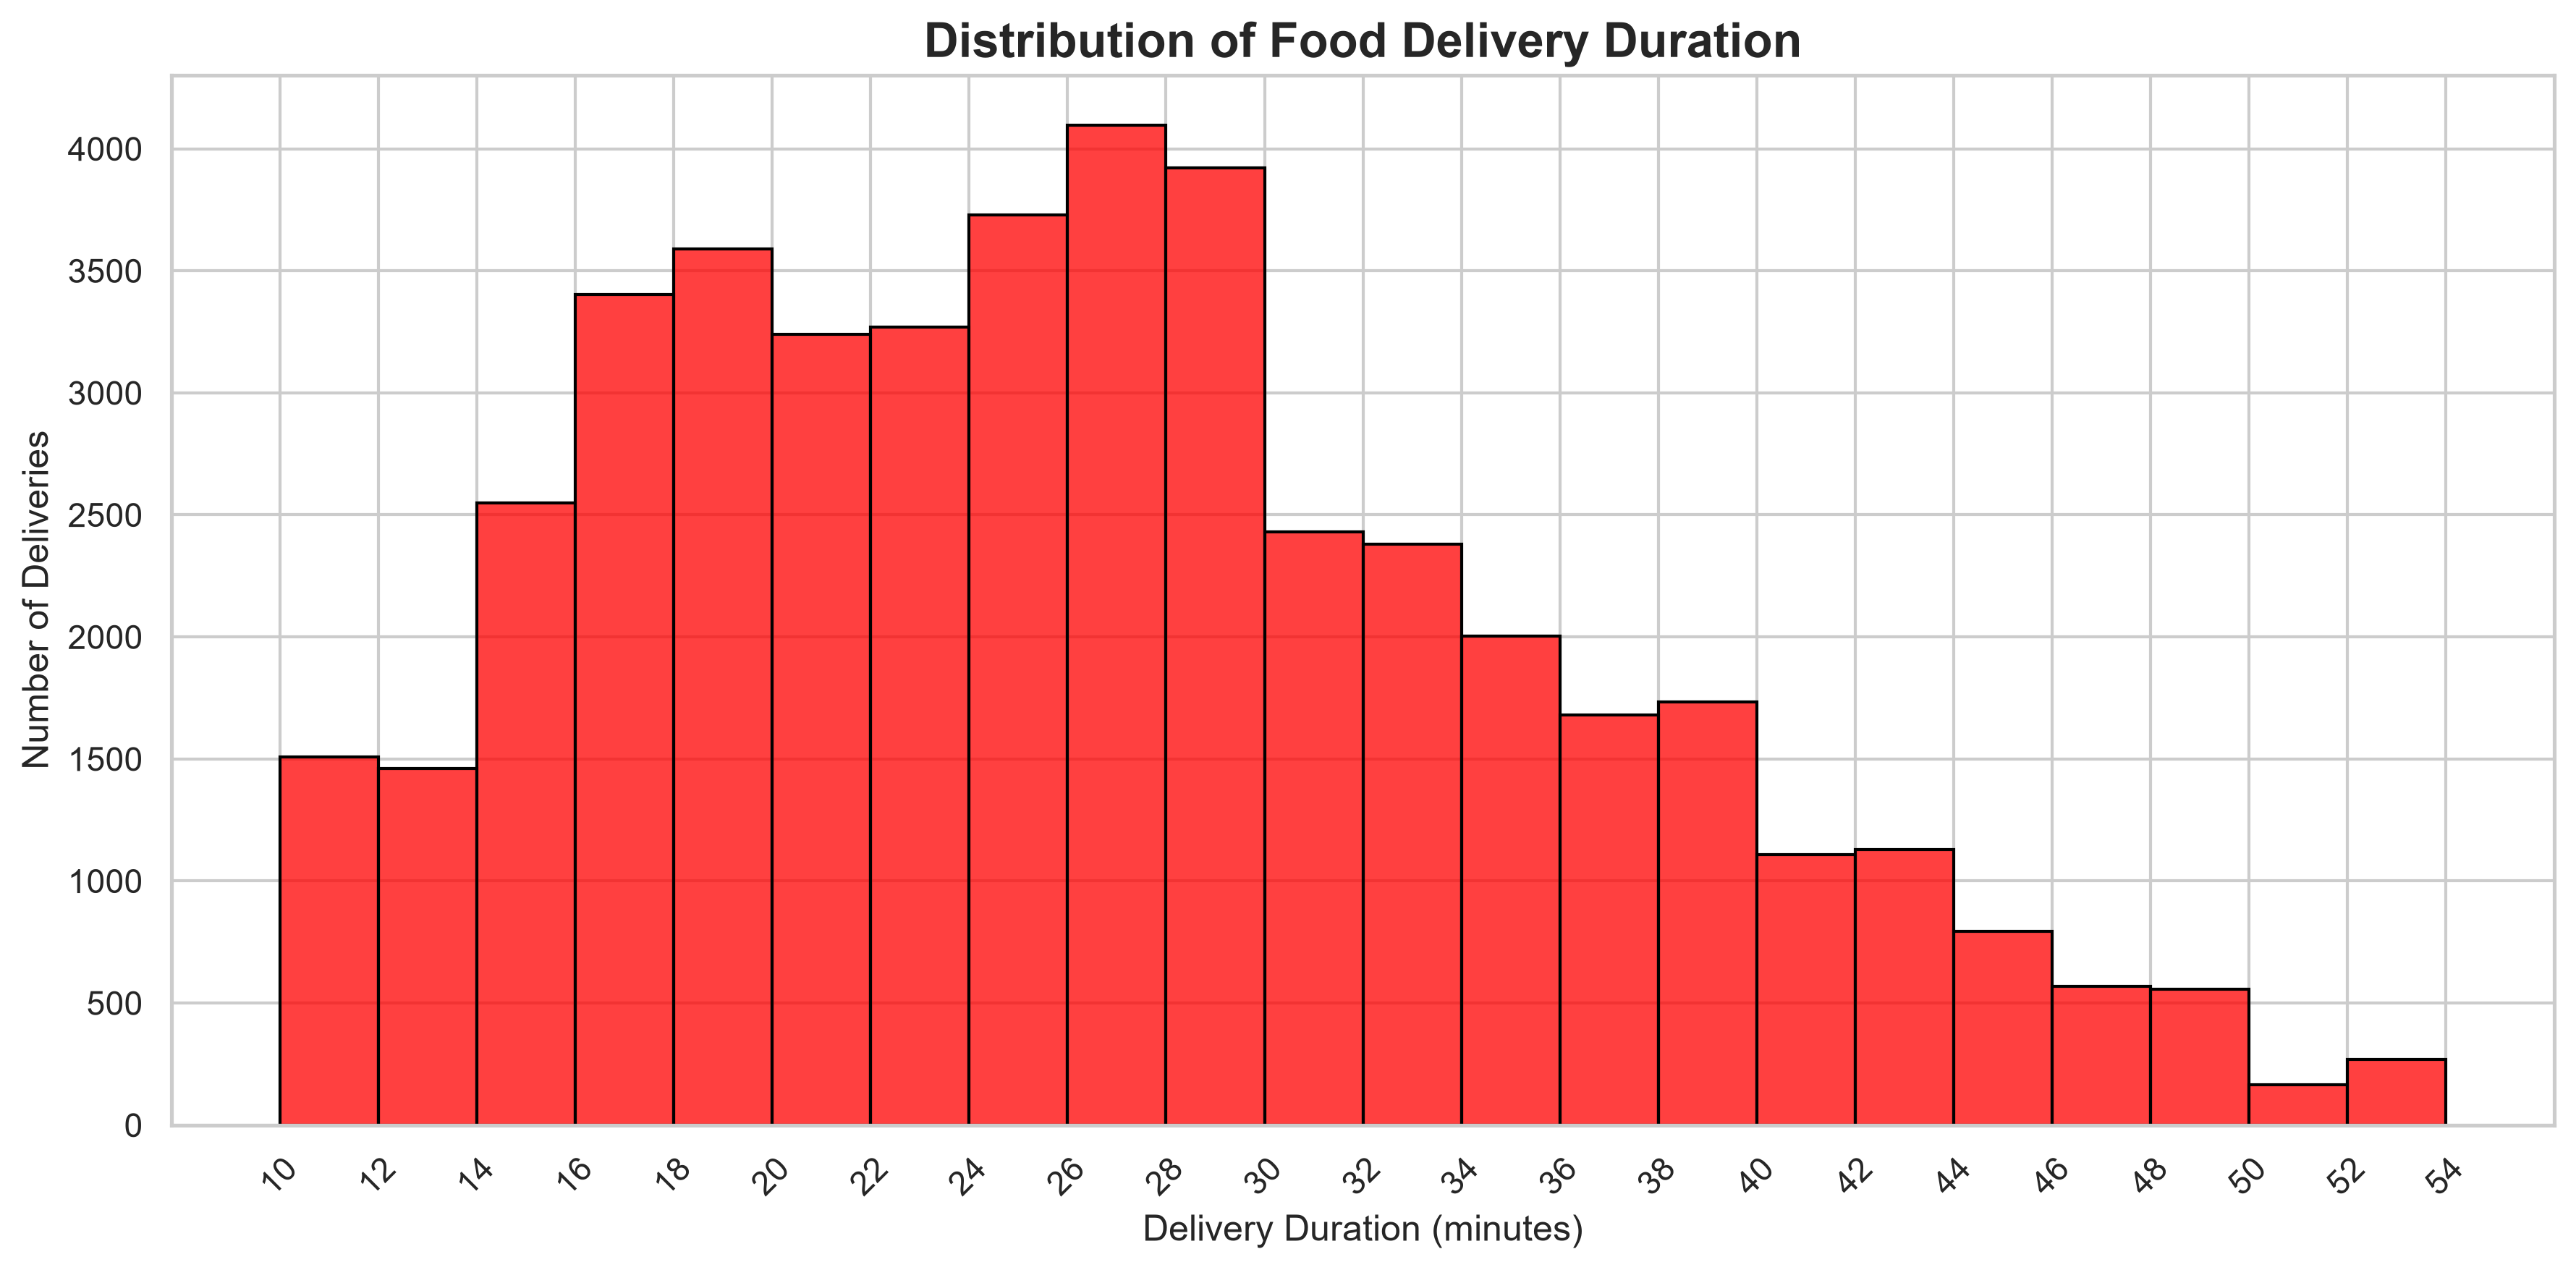 Distribution of Food Delivery Duration
Number of Deliveries
4000
3500
3000
2500
2000
1500
1000
500
0
10 12 14 16 18 20 22 24 26 28 30 32 34 36 38 40 42 44 46 48 50 52 54
Delivery Duration (minutes)